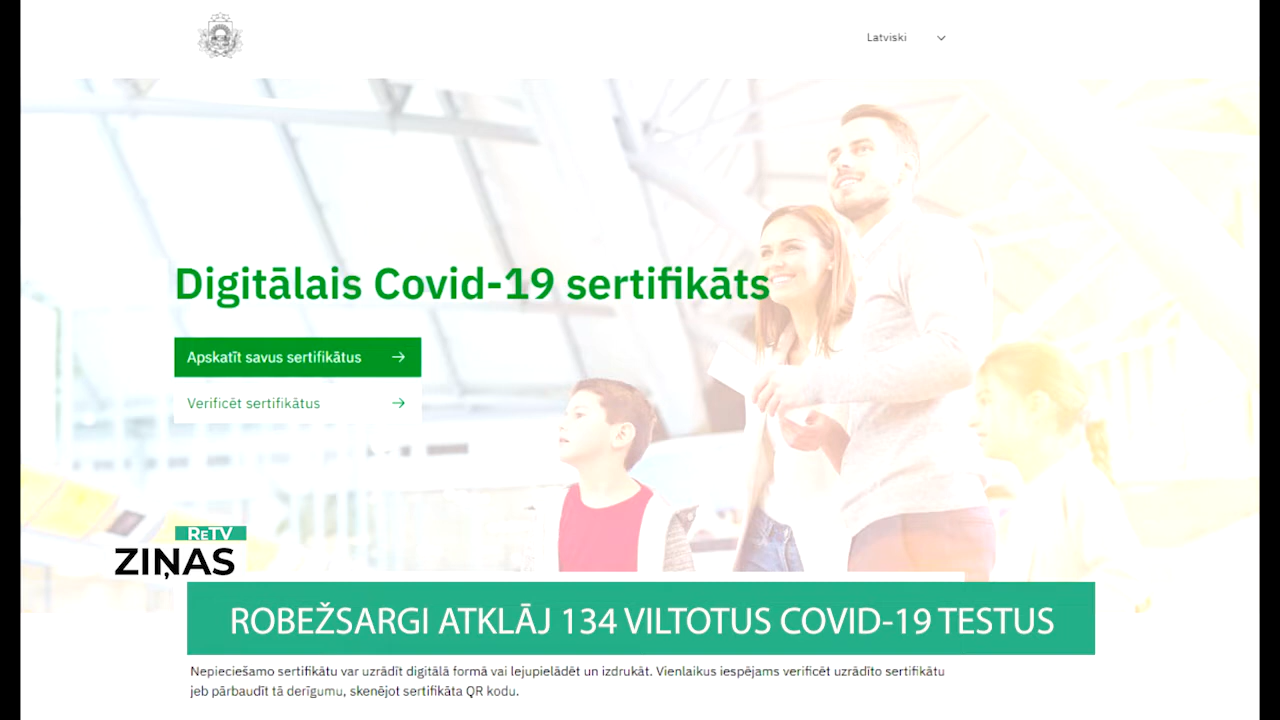 Latviski
Digitālais Covid-19 sertifikāts
Apskatīt savus sertifikātus
Verificēt sertifikātus
RETV
ZIŅAS
ROBEŽSARGI ATKLĀJ 134 VILTOTUS COVID-19 TESTUS
Nepieciešamo sertifikātu var uzrādīt digitālā formā vai lejupielādēt un izdrukāt. Vienlaikus iespējams verificēt uzrādīto sertifikātu
jeb pārbaudīt tā derīgumu, skenējot sertifikāta QR kodu.